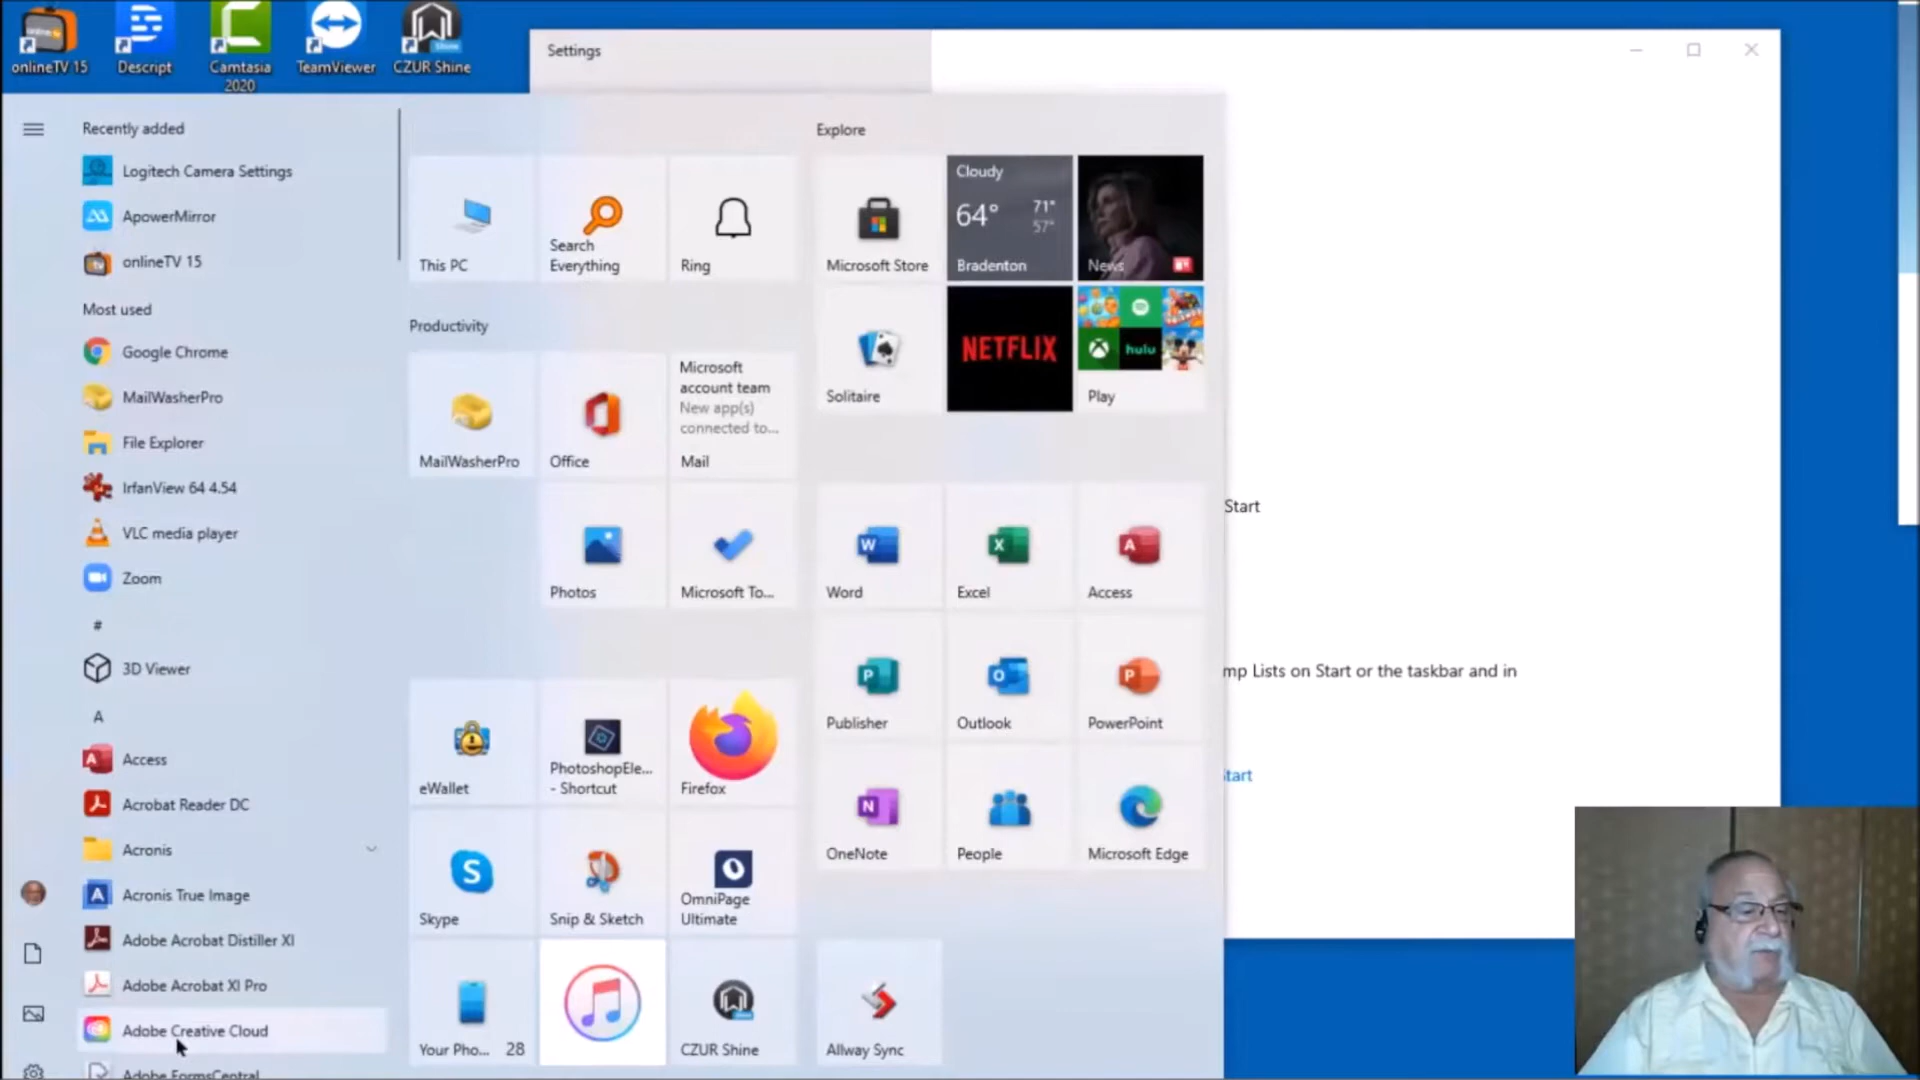 onlineTV 15
Descript
Camtasia
2020
TeamViewer
CZUR Shine
Settings
Recently added
Logitech Camera Settings
ApowerMirror
onlineTV 15
Most used
Google Chrome
MailWasherPro
File Explorer
IrfanView 64 4.54
VLC media player
Zoom
#
3D Viewer
A
Access
Acrobat Reader DC
Acronis
Acronis True Image
Adobe Acrobat Distiller XI
Adobe Acrobat XI Pro
Adobe Creative Cloud
Adobe FormsCentral
This PC
Search
Everything
Ring
Productivity
MailWasherPro
Office
Microsoft
account team
New app(s)
connected to...
Mail
Photos
Microsoft To...
eWallet
PhotoshopEle...
- Shortcut
Firefox
Skype
Snip & Sketch
OmniPage
Ultimate
Your Pho... 28
CZUR Shine
Explore
Microsoft Store
Cloudy
64° 71°
57°
Bradenton
News
Solitaire
NETFLIX
hulu
Play
Word
Excel
Access
Publisher
Outlook
PowerPoint
OneNote
People
Microsoft Edge
Allway Sync
Start
mp Lists on Start or the taskbar and in
tart